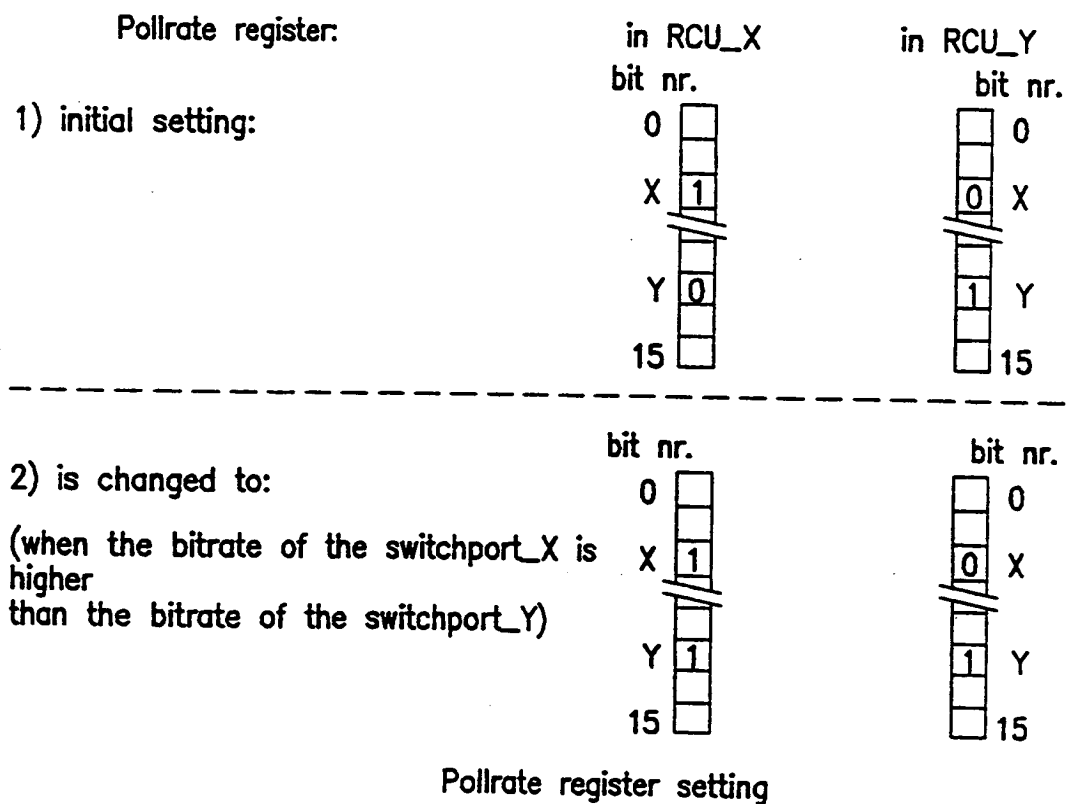 Pollrate register:
in RCU_X
in RCU_Y
bit nr.
bit nr.
1) initial setting:
0
0
X 1
0 X
Y 0
1 Y
15
15
bit nr.
bit nr.
2) is changed to:
0
0
(when the bitrate of the switchport_X is
higher
than the bitrate of the switchport_Y)
X 1
0 X
Y 1
1 Y
15
15
Pollrate register setting